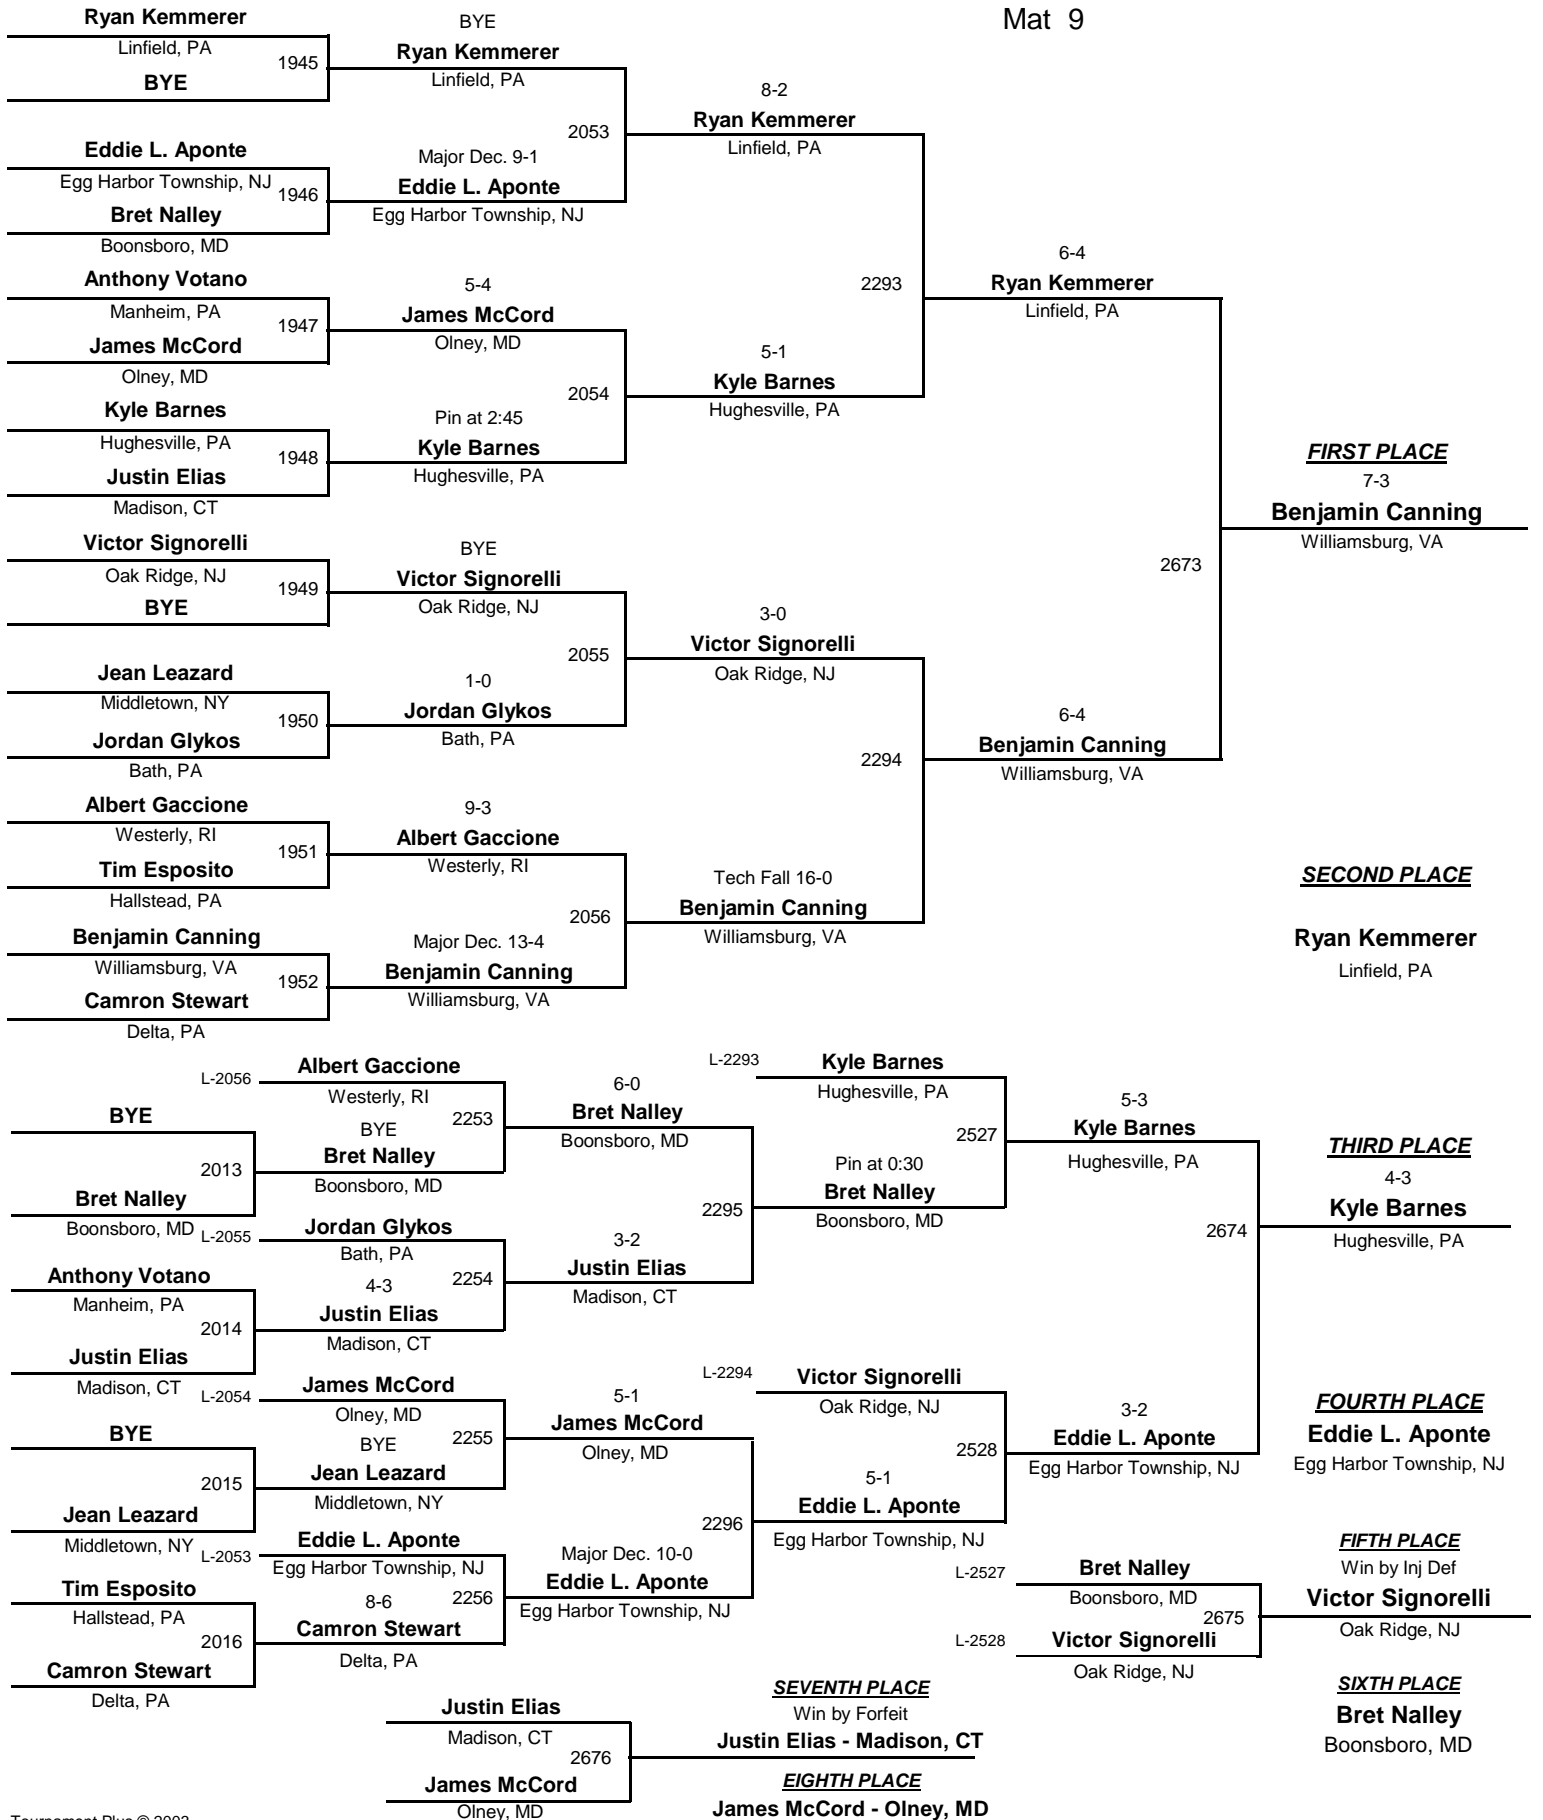 Mat 9
Ryan Kemmerer
Linfield, PA
1945
BYE
Eddie L. Aponte
Egg Harbor Township, NJ
1946
Bret Nalley
Boonsboro, MD
Anthony Votano
Manheim, PA
1947
James McCord
Olney, MD
Kyle Barnes
Hughesville, PA
1948
Justin Elias
Madison, CT
Victor Signorelli
Oak Ridge, NJ
1949
BYE
Jean Leazard
Middletown, NY
1950
Jordan Glykos
Bath, PA
Albert Gaccione
Westerly, RI
1951
Tim Esposito
Hallstead, PA
Benjamin Canning
Williamsburg, VA
1952
Camron Stewart
Delta, PA
BYE
Ryan Kemmerer
Linfield, PA
2053
Major Dec. 9-1
Eddie L. Aponte
Egg Harbor Township, NJ
5-4
James McCord
Olney, MD
2054
Pin at 2:45
Kyle Barnes
Hughesville, PA
BYE
Victor Signorelli
Oak Ridge, NJ
2055
1-0
Jordan Glykos
Bath, PA
9-3
Albert Gaccione
Westerly, RI
2056
Major Dec. 13-4
Benjamin Canning
Williamsburg, VA
8-2
Ryan Kemmerer
Linfield, PA
2293
5-1
Kyle Barnes
Hughesville, PA
3-0
Victor Signorelli
Oak Ridge, NJ
2294
Tech Fall 16-0
Benjamin Canning
Williamsburg, VA
6-4
Ryan Kemmerer
Linfield, PA
2673
6-4
Benjamin Canning
Williamsburg, VA
FIRST PLACE
7-3
Benjamin Canning
Williamsburg, VA
SECOND PLACE
Ryan Kemmerer
Linfield, PA
BYE
2013
Bret Nalley
Boonsboro, MD
Anthony Votano
Manheim, PA
2014
Justin Elias
Madison, CT
BYE
2015
Jean Leazard
Middletown, NY
Tim Esposito
Hallstead, PA
2016
Camron Stewart
Delta, PA
L-2056
Albert Gaccione
Westerly, RI
2253
BYE
Bret Nalley
Boonsboro, MD
L-2055
Jordan Glykos
Bath, PA
2254
4-3
Justin Elias
Madison, CT
L-2054
James McCord
Olney, MD
2255
BYE
Jean Leazard
Middletown, NY
L-2053
Eddie L. Aponte
Egg Harbor Township, NJ
2256
8-6
Camron Stewart
Delta, PA
6-0
Bret Nalley
Boonsboro, MD
2295
3-2
Justin Elias
Madison, CT
5-1
James McCord
Olney, MD
2296
Major Dec. 10-0
Eddie L. Aponte
Egg Harbor Township, NJ
L-2293
Kyle Barnes
Hughesville, PA
2527
Pin at 0:30
Bret Nalley
Boonsboro, MD
L-2294
Victor Signorelli
Oak Ridge, NJ
2528
5-1
Eddie L. Aponte
Egg Harbor Township, NJ
5-3
Kyle Barnes
Hughesville, PA
2674
3-2
Eddie L. Aponte
Egg Harbor Township, NJ
THIRD PLACE
4-3
Kyle Barnes
Hughesville, PA
FOURTH PLACE
Eddie L. Aponte
Egg Harbor Township, NJ
L-2527
Bret Nalley
Boonsboro, MD
2675
L-2528
Victor Signorelli
Oak Ridge, NJ
FIFTH PLACE
Win by Inj Def
Victor Signorelli
Oak Ridge, NJ
SIXTH PLACE
Bret Nalley
Boonsboro, MD
Justin Elias
Madison, CT
2676
James McCord
Olney, MD
SEVENTH PLACE
Win by Forfeit
Justin Elias - Madison, CT
EIGHTH PLACE
James McCord - Olney, MD
Tournament Plus © 2003